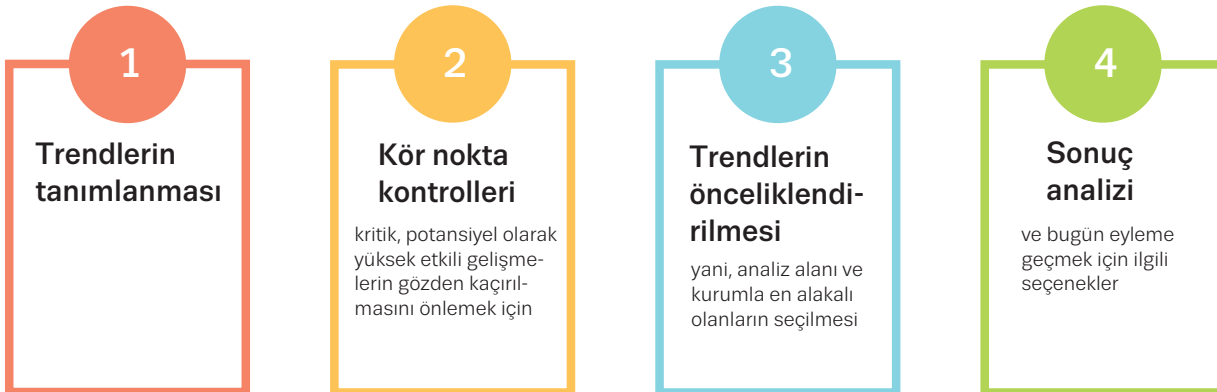 1
Trendlerin
tanımlanması
2
Kör nokta
kontrolleri
kritik, potansiyel olarak
yüksek etkili gelişme-
lerin gözden kaçırıl-
masını önlemek için
3
Trendlerin
önceliklendi-
rilmesi
yani, analiz alanı ve
kurumla en alakalı
olanların seçilmesi
4
Sonuç
analizi
ve bugün eyleme
geçmek için ilgili
seçenekler